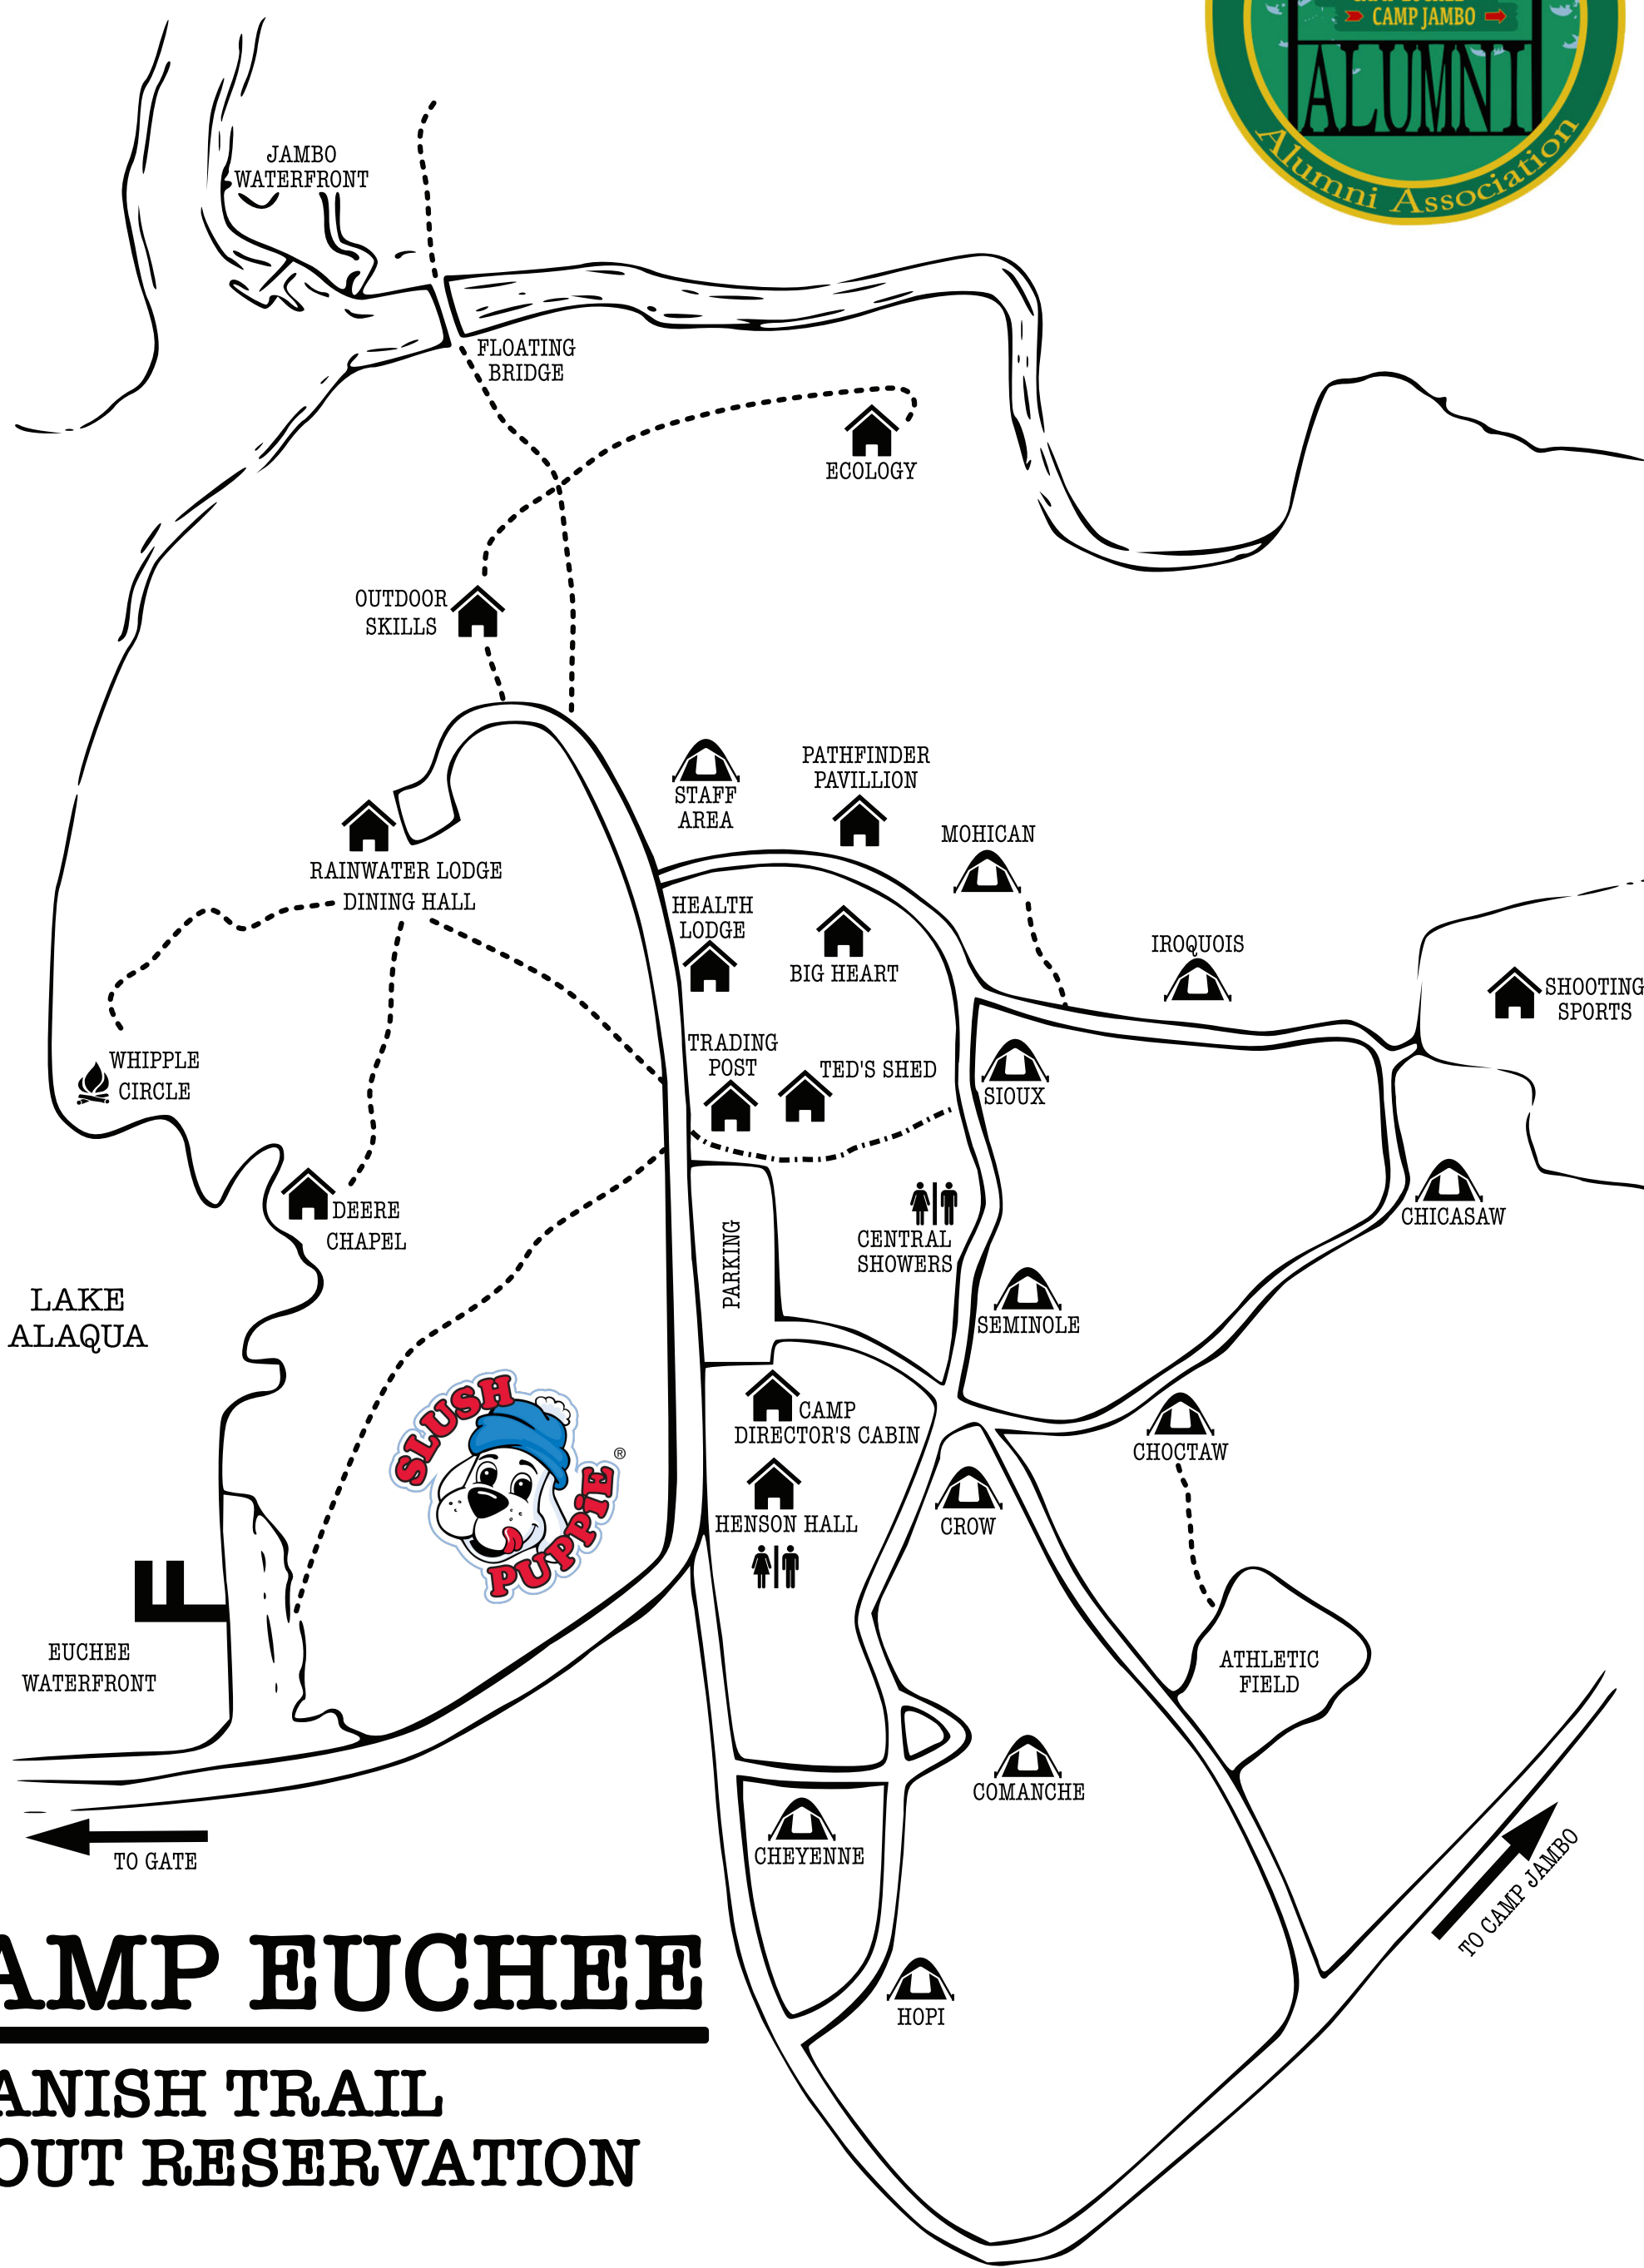 CAMP JAMBO
ALUMNI
Alumni Association
JAMBO
WATERFRONT
FLOATING
BRIDGE
ECOLOGY
OUTDOOR
SKILLS
STAFF
AREA
PATHFINDER
PAVILLION
MOHICAN
RAINWATER LODGE
DINING HALL
HEALTH
LODGE
BIG HEART
IROQUOIS
SHOOTING
SPORTS
TRADING
POST
TED'S SHED
SIOUX
WHIPPLE
CIRCLE
DEERE
CHAPEL
CHICASAW
PARKING
CENTRAL
SHOWERS
LAKE
ALAQUA
SEMINOLE
SLUSH
PUPPiE
®
CAMP
DIRECTOR'S CABIN
CHOCTAW
HENSON HALL
CROW
EUCHEE
WATERFRONT
ATHLETIC
FIELD
COMANCHE
CHEYENNE
TO GATE
TO CAMP JAMBO
HOPI
AMP EUCHEE
ANISH TRAIL
OUT RESERVATION